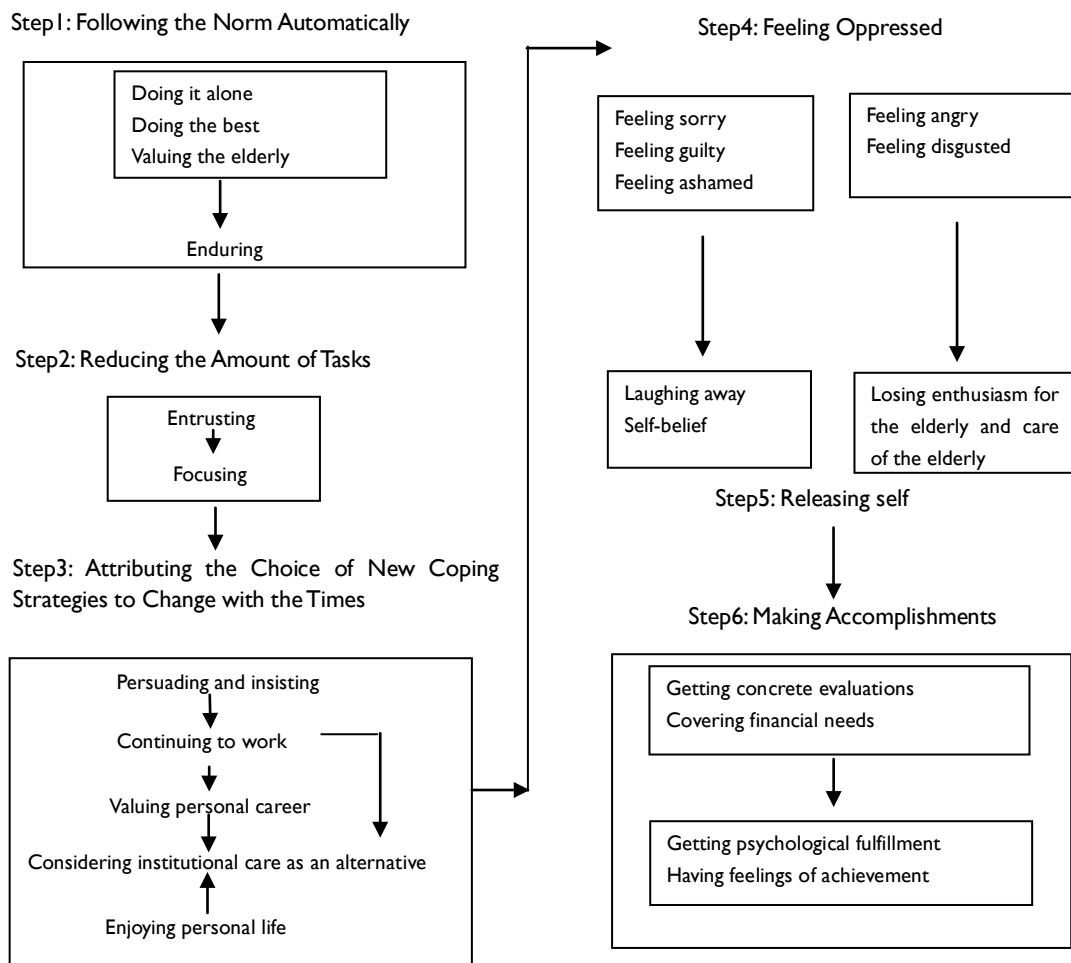 Step1: Following the Norm Automatically
Doing it alone
Doing the best
Valuing the elderly
Enduring
Step2: Reducing the Amount of Tasks
Entrusting
Focusing
Step3: Attributing the Choice of New Coping
Strategies to Change with the Times
Persuading and insisting
Continuing to work
Valuing personal career
Considering institutional care as an alternative
Enjoying personal life
Step4: Feeling Oppressed
Feeling sorry
Feeling guilty
Feeling ashamed
Feeling angry
Feeling disgusted
Laughing away
Self-belief
Losing enthusiasm for
the elderly and care
of the elderly
Step5: Releasing self
Step6: Making Accomplishments
Getting concrete evaluations
Covering financial needs
Getting psychological fulfillment
Having feelings of achievement